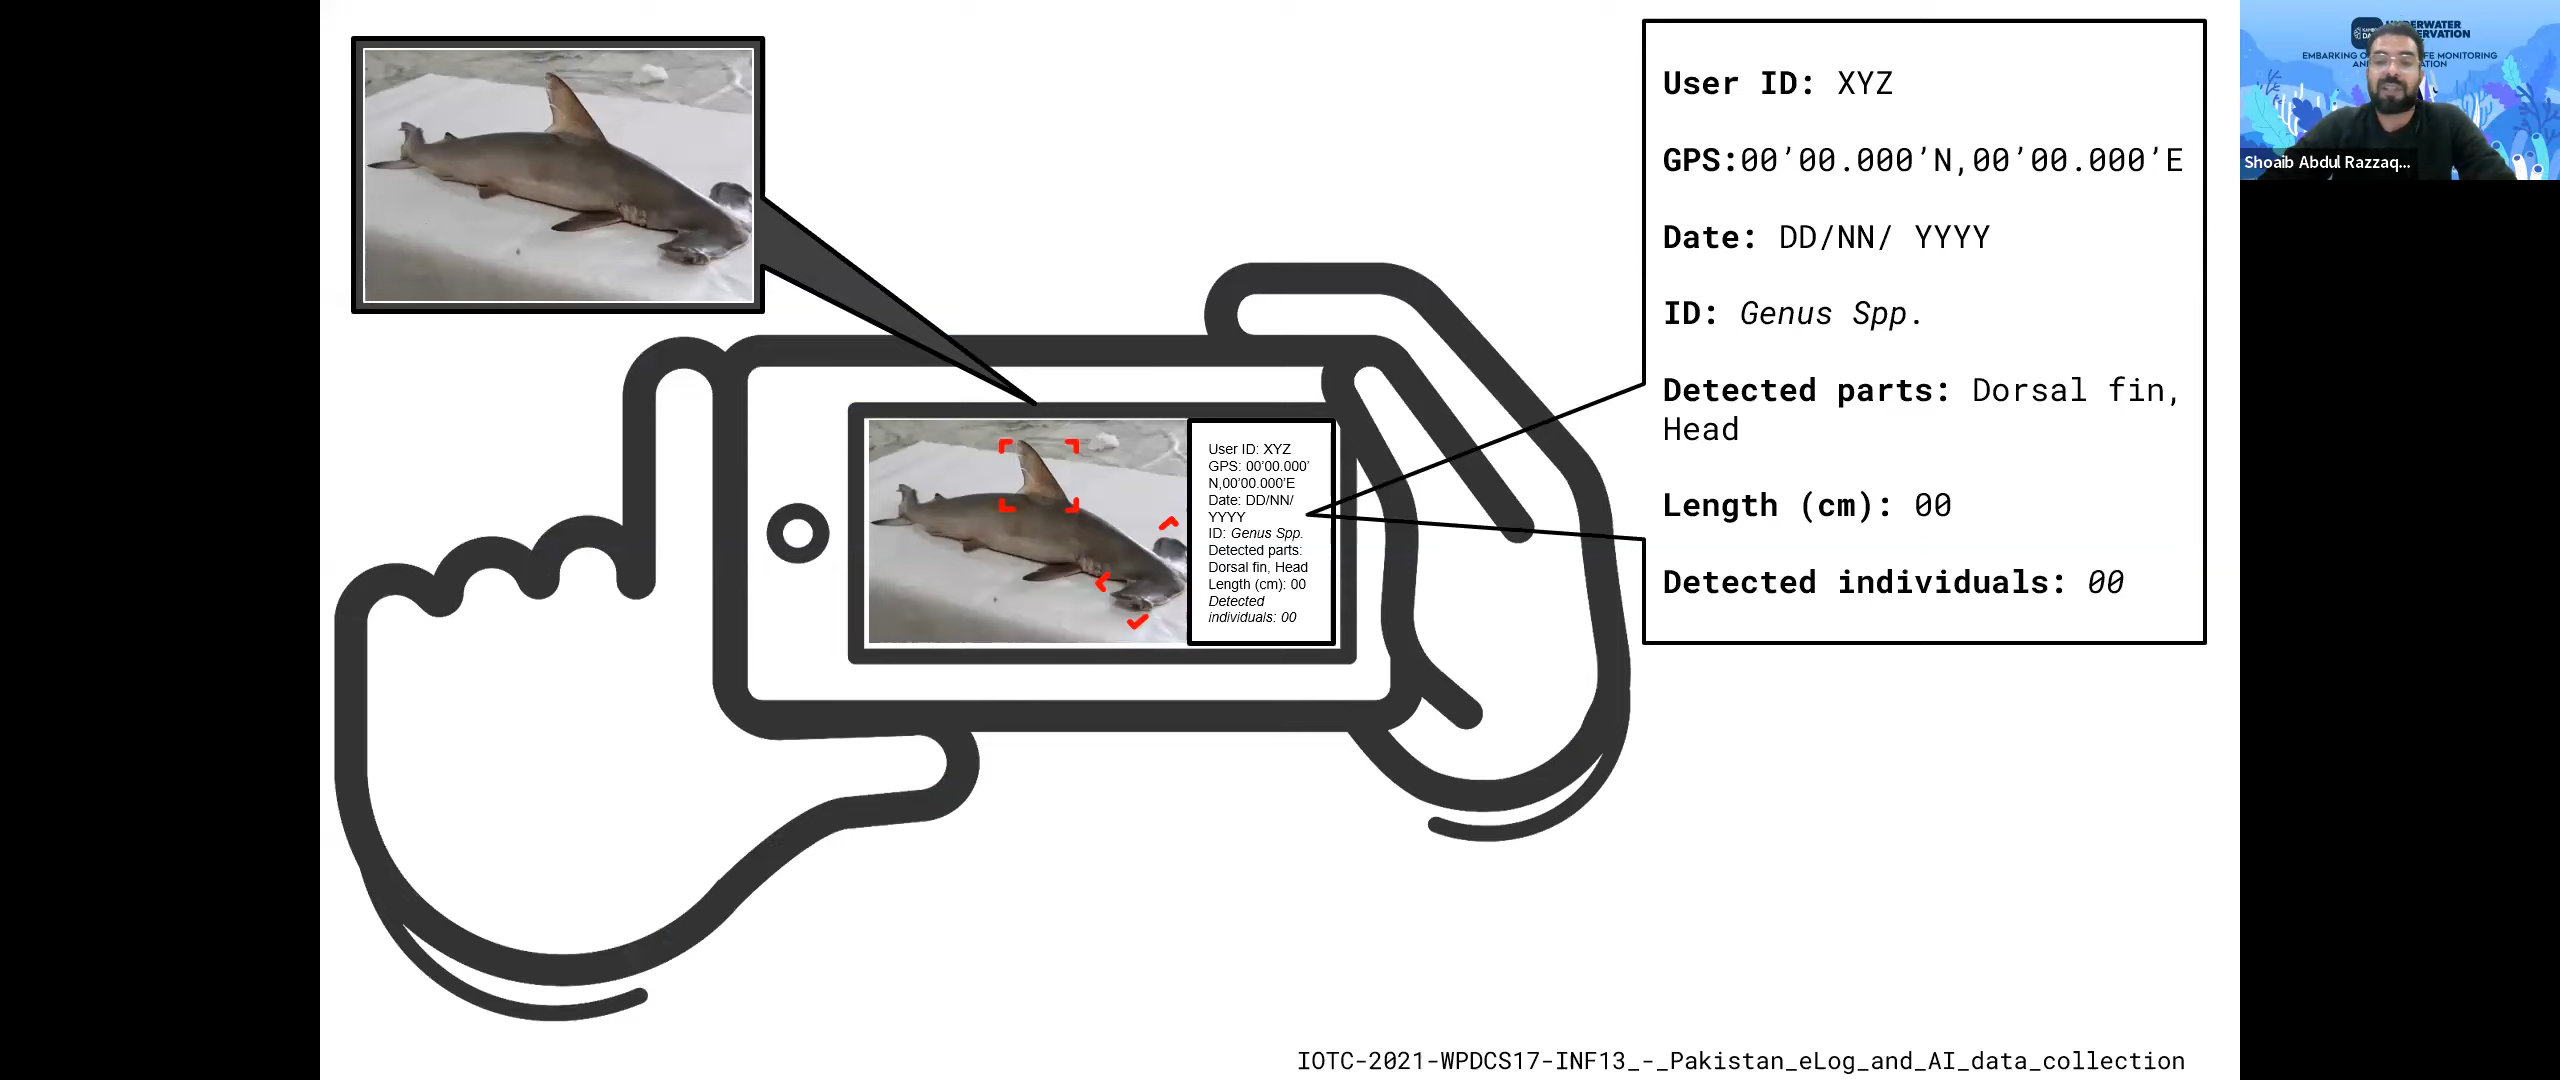 User ID: XYZ
GPS:00’00.000’N,00’00.000’E
Date: DD/NN/ YYYY
ID: Genus Spp.
Detected parts: Dorsal fin,
Head
Length (cm): 00
Detected individuals: 00
User ID: XYZ
GPS: 00'00.000'
N,00'00.000'E
Date: DD/NN/
YYYY
ID: Genus Spp.
Detected parts:
Dorsal fin, Head
Length (cm): 00
Detected
individuals: 00
IOTC-2021-WPDCS17-INF13_-_Pakistan_eLog_and_AI_data_collection
EMBARKING
MONITORING
Shoaib Abdul Razzaq...